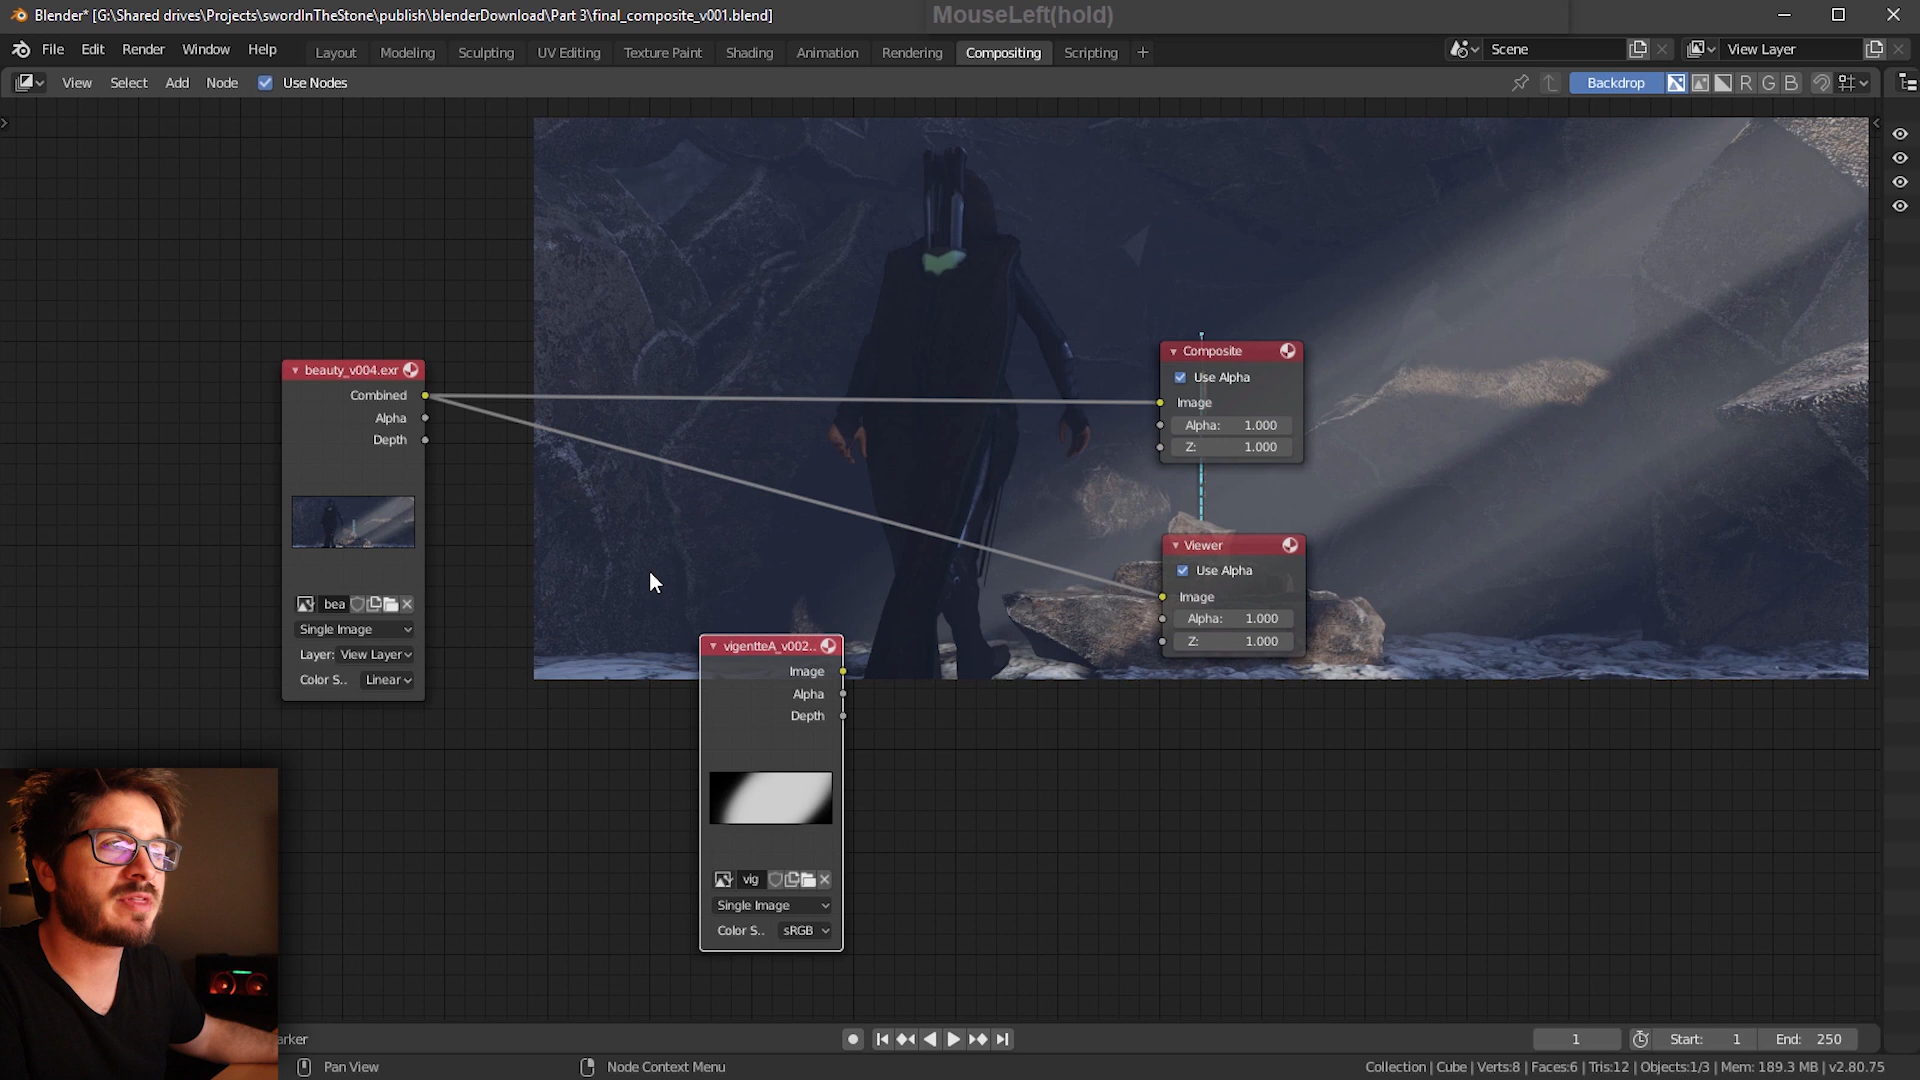 Blender* [G:\Shared drives\Projects\swordInTheStone\publish\blenderDownload\Part 3\final_composite_v001.blend]
MouseLeft(hold)
File Edit Render Window Help
Layout Modeling Sculpting UV Editing Texture Paint Shading Animation Rendering Compositing Scripting +
Scene
View Layer
View Select Add Node Use Nodes
Backdrop R G B
beauty_v004.exr
Combined
Alpha
Depth
bea
Single Image
Layer: View Layer
Color S.. Linear
Composite
Use Alpha
Image
Alpha: 1.000
Z: 1.000
Viewer
Use Alpha
Image
Alpha: 1.000
Z: 1.000
vigentteA_v002..
Image
Alpha
Depth
vig
Single Image
Color S.. sRGB
arker
1
Start: 1
End: 250
Pan View
Node Context Menu
Collection | Cube | Verts:8 | Faces:6 | Tris:12 | Objects:1/3 | Mem: 189.3 MB | v2.80.75